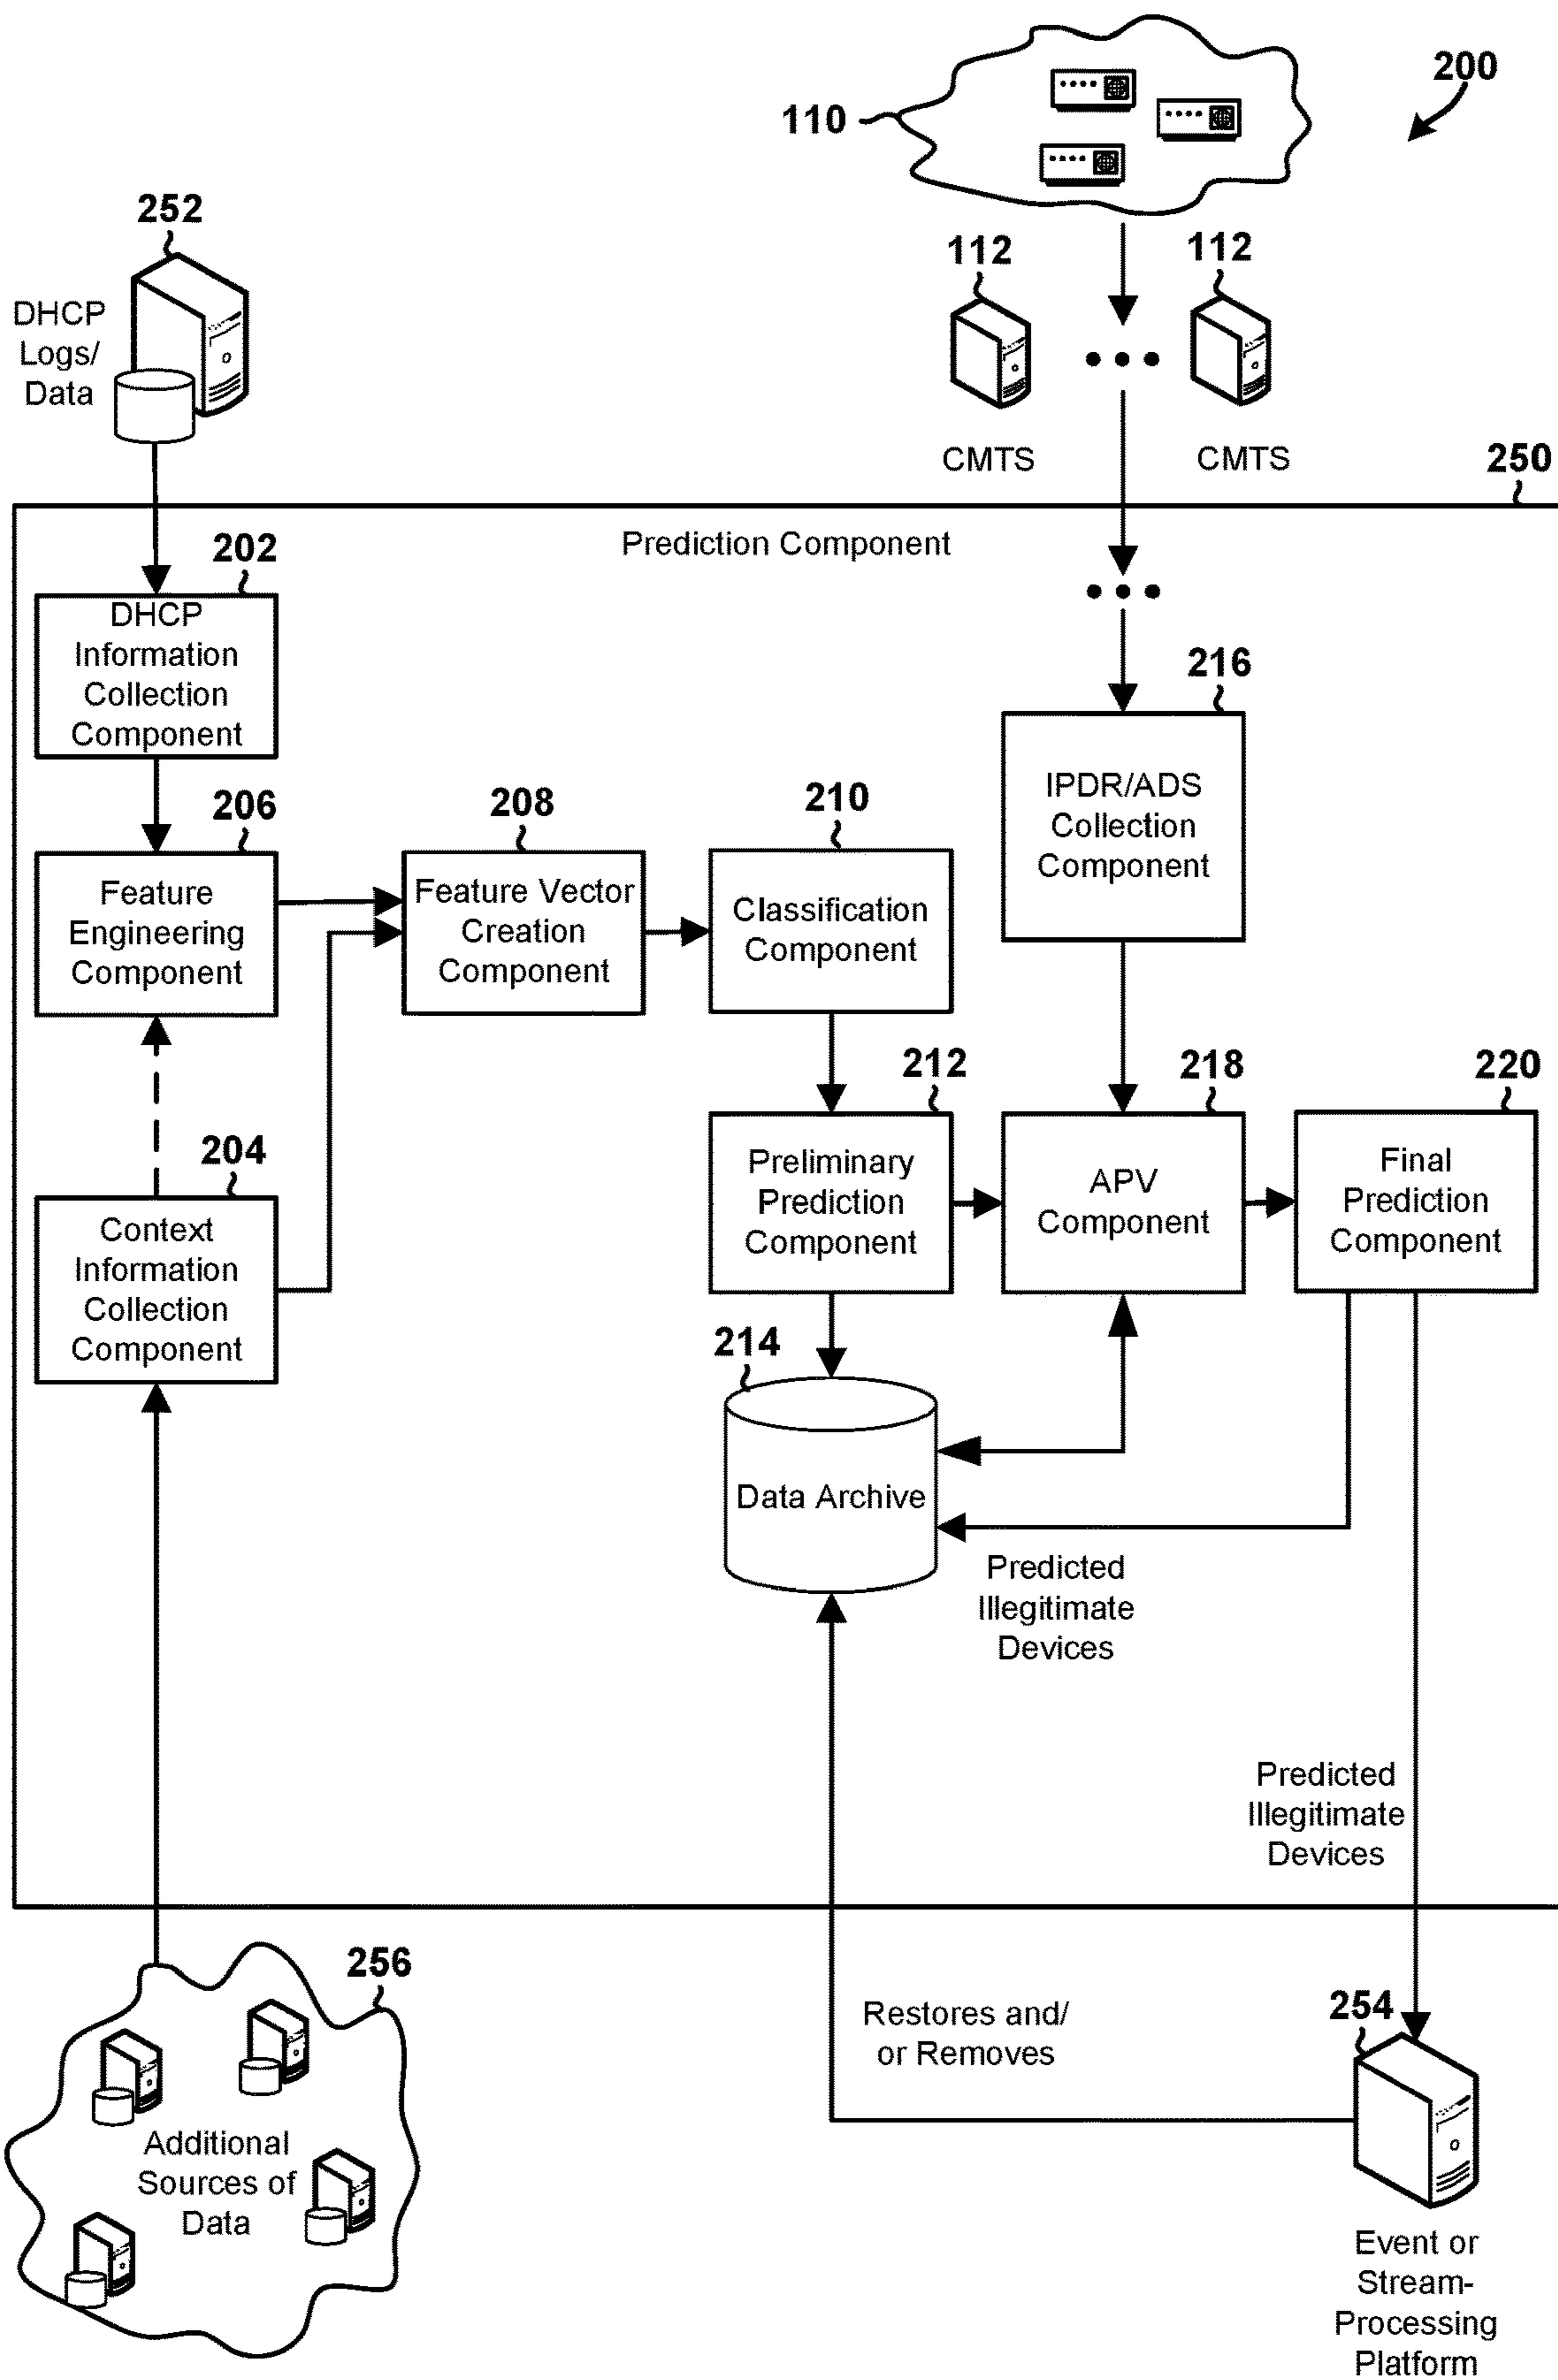 200
110
252
112
112
DHCP
Logs/
Data
CMTS
CMTS
250
Prediction Component
202
DHCP
Information
Collection
Component
216
IPDR/ADS
Collection
Component
206
Feature
Engineering
Component
208
Feature Vector
Creation
Component
210
Classification
Component
204
Context
Information
Collection
Component
212
Preliminary
Prediction
Component
218
APV
Component
220
Final
Prediction
Component
214
Data Archive
Predicted
Illegitimate
Devices
Predicted
Illegitimate
Devices
256
Additional
Sources of
Data
Restores and/
or Removes
254
Event or
Stream-
Processing
Platform